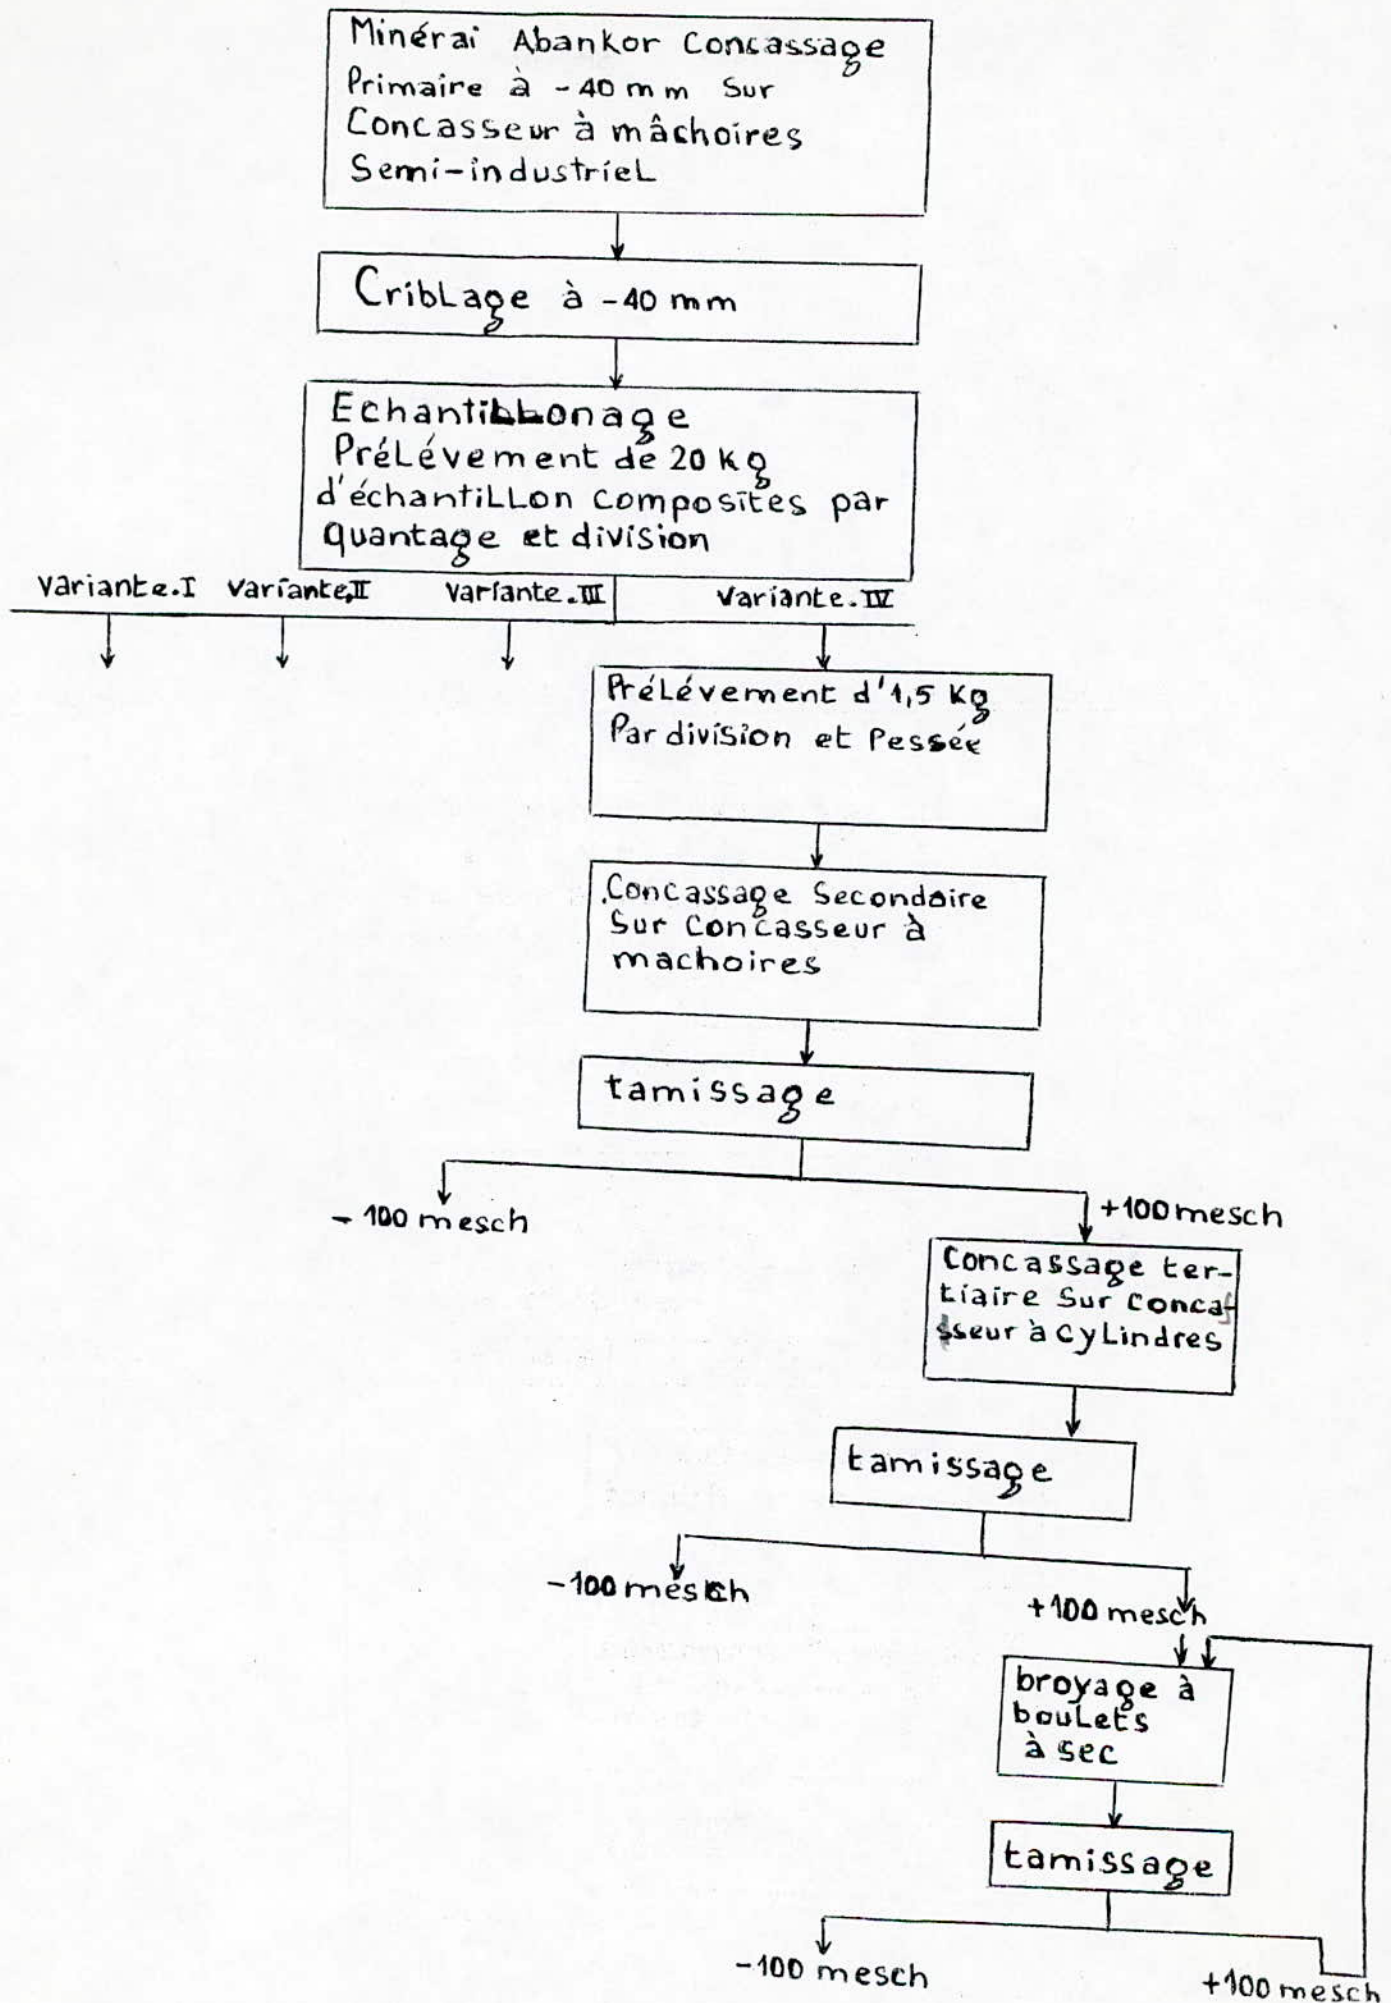 Minérai Abankor Concassage
Primaire à -40 mm Sur
Concasseur à mâchoires
Semi-industriel
Criblage à -40 mm
Echantillonage
Prélévement de 20 kg
d'échantillon composites par
quantage et division
variante.I variante.II variante.III variante.IV
Prélévement d'1,5 Kg
Par division et Pessée
Concassage Secondaire
Sur Concasseur à
machoires
tamissage
- 100 mesch
+100 mesch
Concassage ter-
tiaire Sur conca-
sseur à cylindres
tamissage
-100 mesch
+100 mesch
broyage à
boulets
à sec
tamissage
-100 mesch
+100 mesch